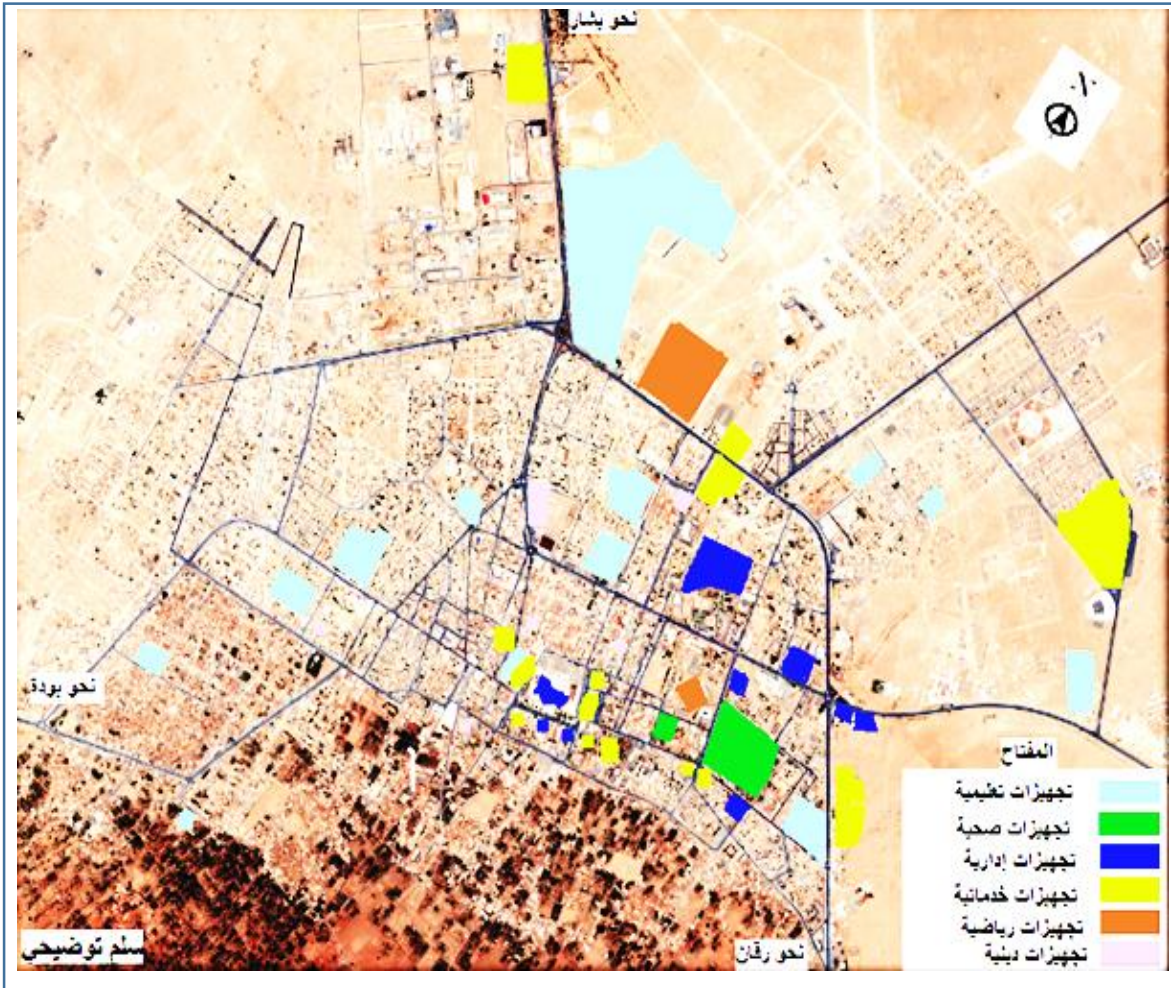 نحو بشار
نحو بودة
المفتاح
تجهيزات تعليمية
تجهيزات صحية
تجهيزات إدارية
تجهيزات خدماتية
تجهيزات رياضية
تجهيزات دينية
سلم توضيحي
نحو رقان